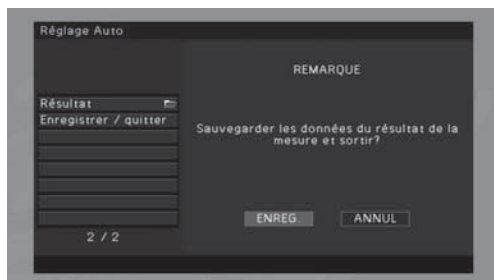 Réglage Auto
REMARQUE
Résultat
Enregistrer / quitter
Sauvegarder les données du résultat de la
mesure et sortir?
ENREG.
ANNUL
2 / 2